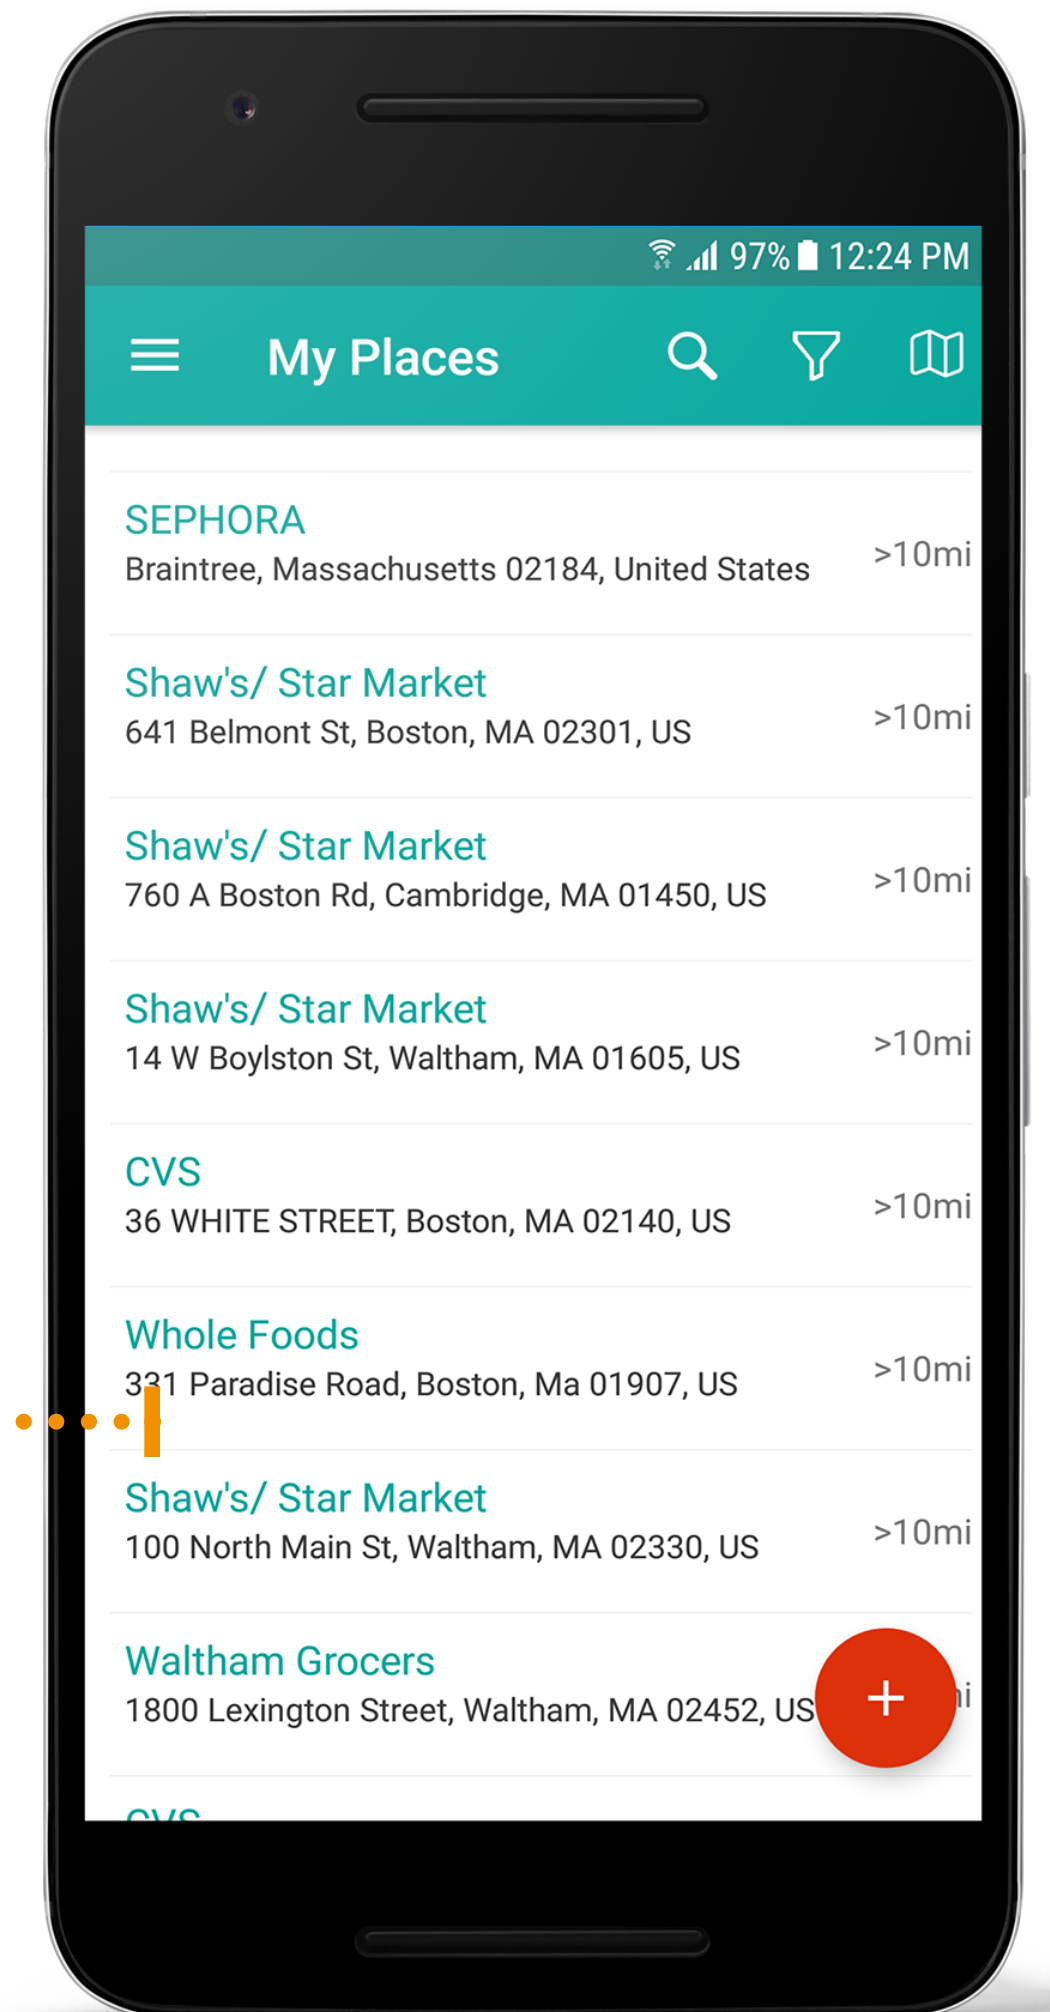 97% 12:24 PM
My Places
SEPHORA
Braintree, Massachusetts 02184, United States
>10mi
Shaw's/ Star Market
641 Belmont St, Boston, MA 02301, US
>10mi
Shaw's/ Star Market
760 A Boston Rd, Cambridge, MA 01450, US
>10mi
Shaw's/ Star Market
14 W Boylston St, Waltham, MA 01605, US
>10mi
CVS
36 WHITE STREET, Boston, MA 02140, US
>10mi
Whole Foods
331 Paradise Road, Boston, Ma 01907, US
>10mi
Shaw's/ Star Market
100 North Main St, Waltham, MA 02330, US
>10mi
Waltham Grocers
1800 Lexington Street, Waltham, MA 02452, US
+
CVS